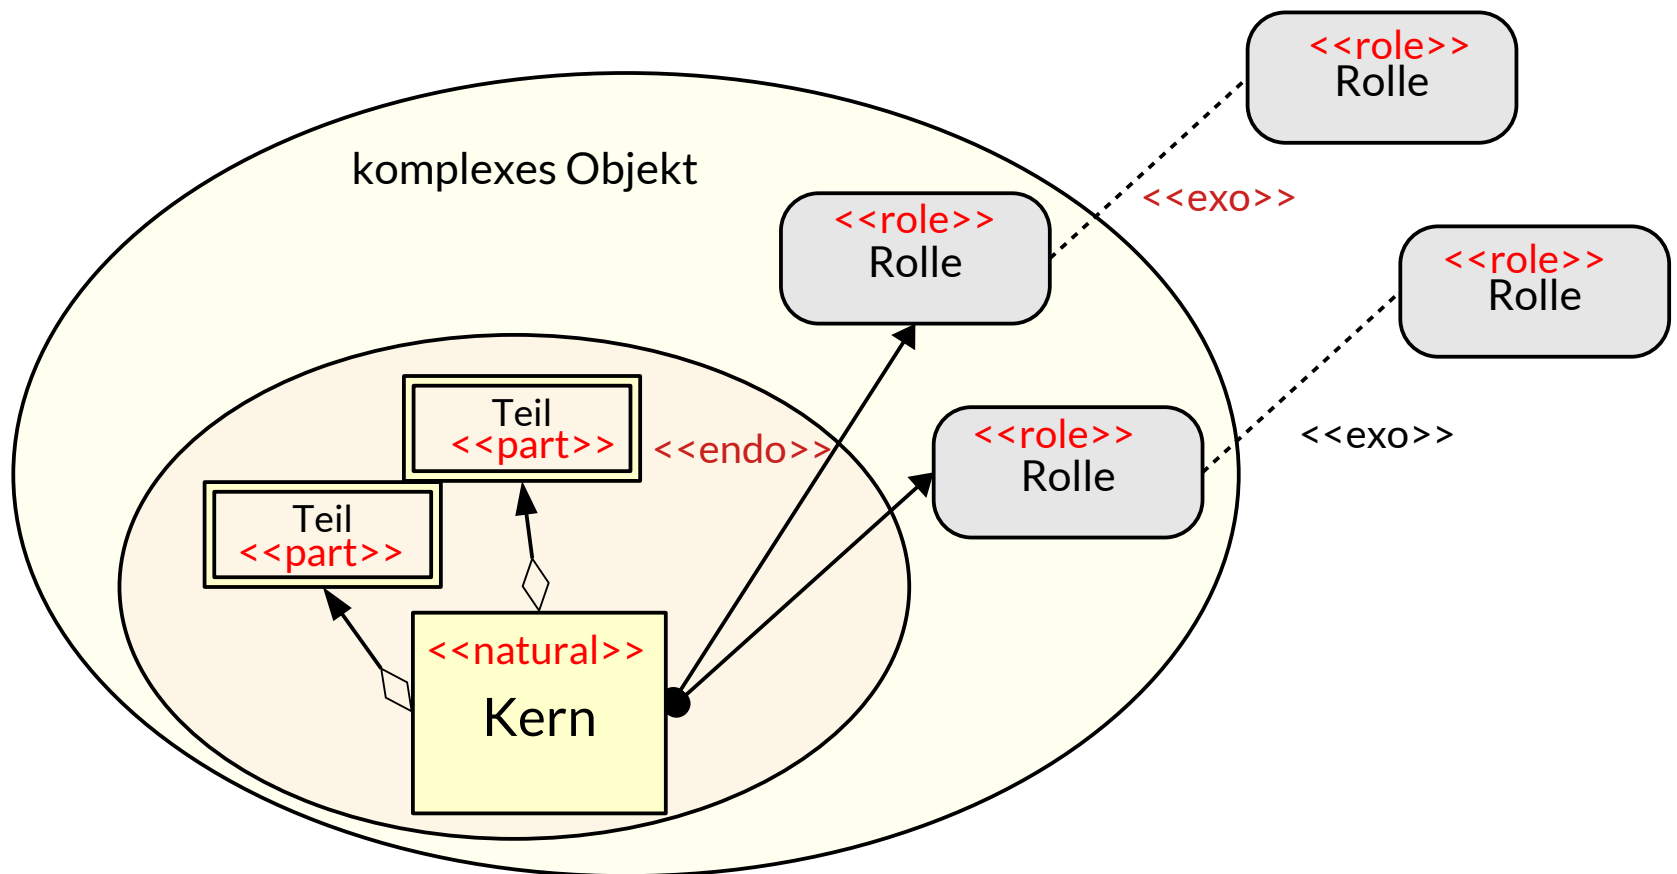 <<role>>
Rolle
komplexes Objekt
<<exo>>
<<role>>
Rolle
<<role>>
Rolle
Teil
<<part>>
<<endo>>
<<role>>
Rolle
<<exo>>
Teil
<<part>>
<<natural>>
Kern